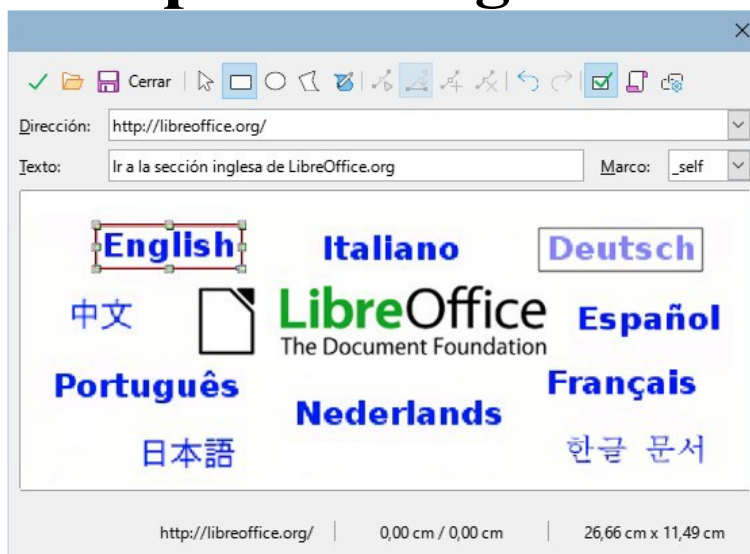 Cerrar
Dirección: http://libreoffice.org/
Texto: Ir a la sección inglesa de LibreOffice.org Marco: _self
English Italiano Deutsch
中文 LibreOffice Español
The Document Foundation
Português Français
Nederlands
日本語 한글 문서
http://libreoffice.org/ 0,00 cm / 0,00 cm 26,66 cm x 11,49 cm